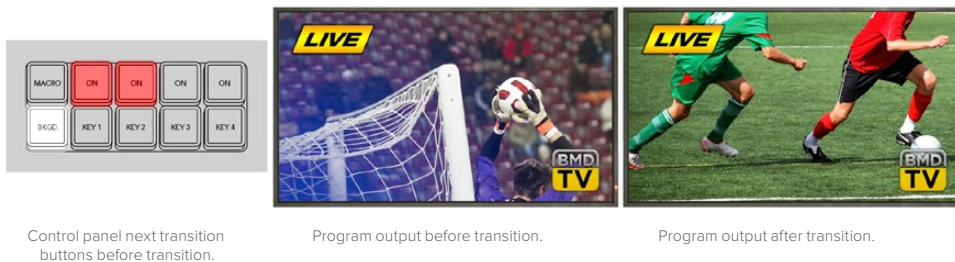 MACRO ON ON ON ON
BKGD KEY 1 KEY 2 KEY 3 KEY 4
LIVE
BMD
TV
LIVE
BMD
TV
Control panel next transition
buttons before transition.
Program output before transition.
Program output after transition.